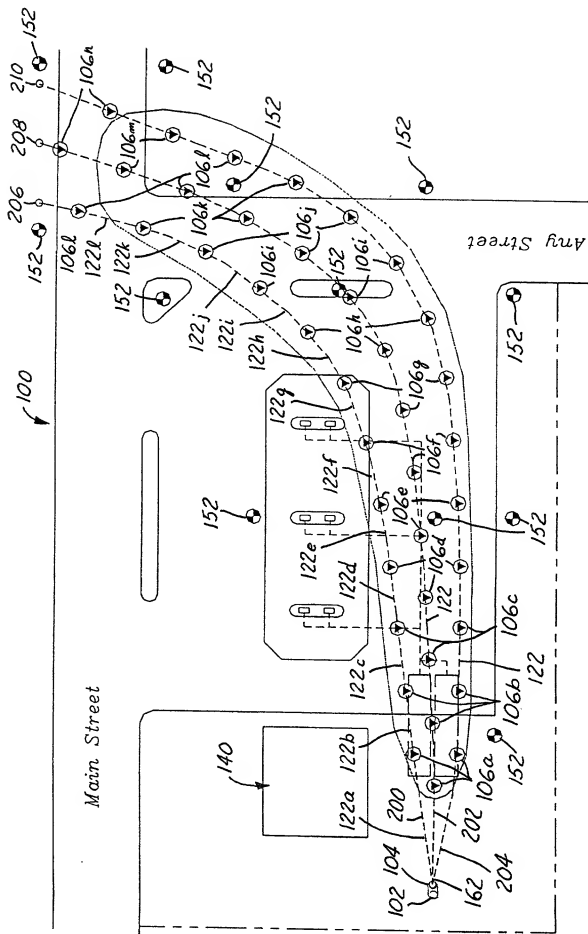 152
210
208
206
152
106n
106m
106l
106k
106l
122l
122k
152
152
152
106j
106i
106i
122j
122i
122h
152
152
106h
106g
122g
106f
122f
106e
122e
106d
122d
122
106c
122c
122
106b
122b
106a
122a
200
202
204
104
102
162
152
152
152
152
100
140
Main Street
Any Street